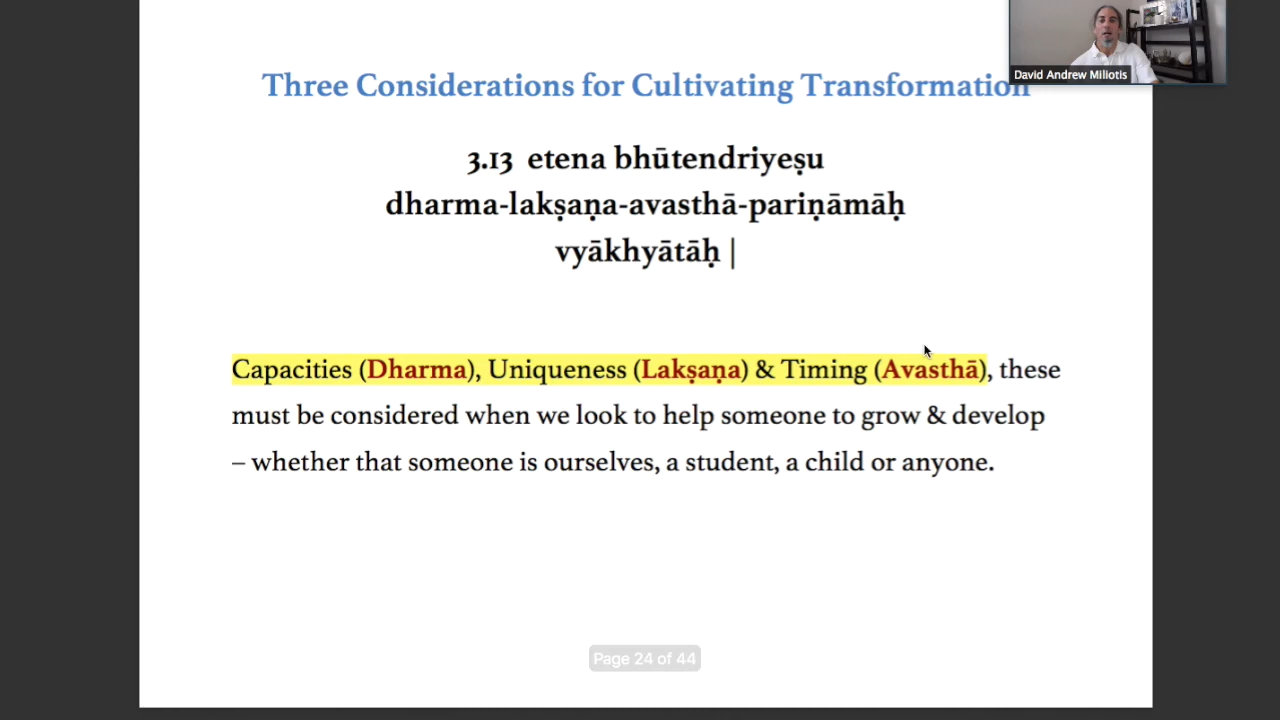 David Andrew Miliotis
Three Considerations for Cultivating Transformation
3.13 etena bhūtendriyeṣu
dharma-lakṣaṇa-avasthā-pariṇāmāḥ
vyākhyātāḥ |
Capacities (Dharma), Uniqueness (Lakṣaṇa) & Timing (Avasthā), these
must be considered when we look to help someone to grow & develop
– whether that someone is ourselves, a student, a child or anyone.
Page 24 of 44